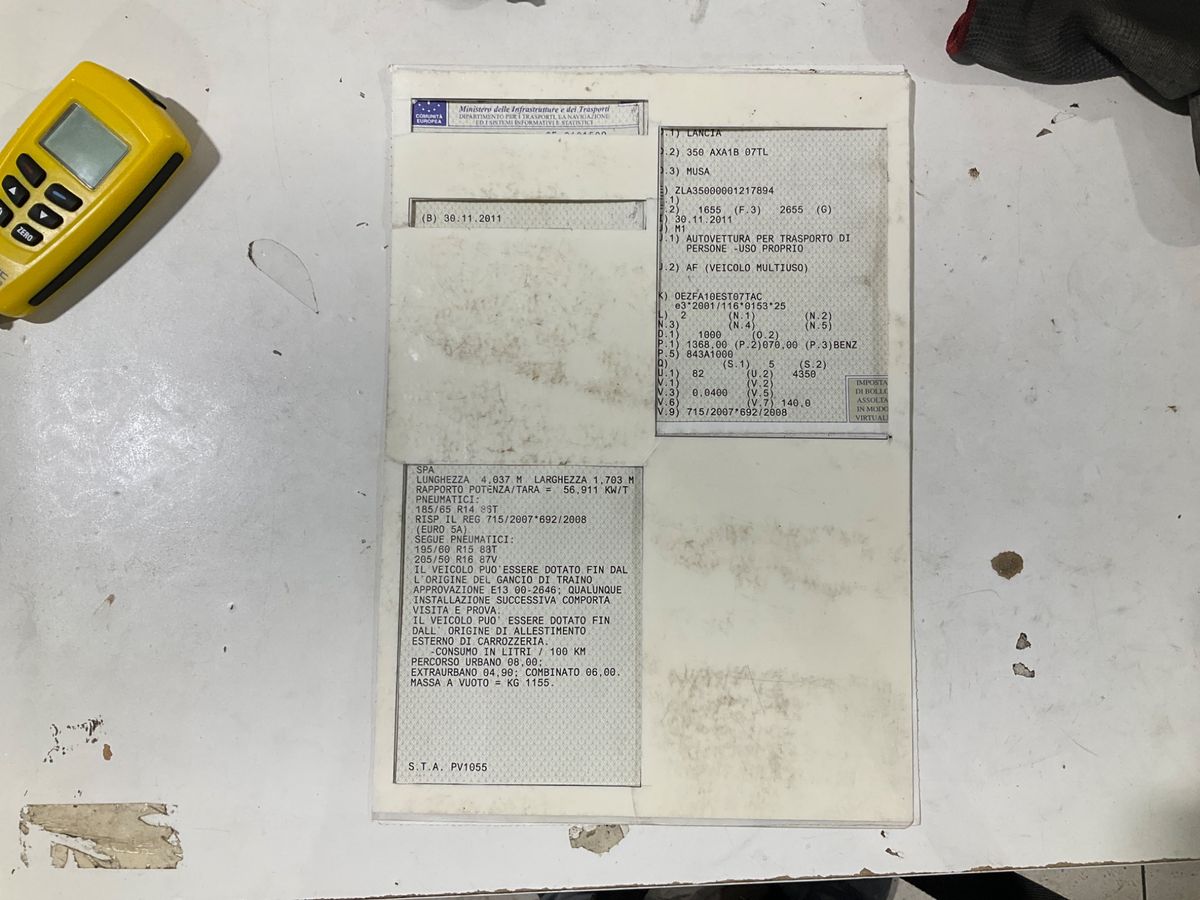 COMUNITÀ
EUROPEA
Ministero delle Infrastrutture e dei Trasporti
DIPARTIMENTO PER I TRASPORTI, LA NAVIGAZIONE
ED I SISTEMI INFORMATIVI E STATISTICI
(B) 30.11.2011
SPA
LUNGHEZZA 4,037 M LARGHEZZA 1,703 M
RAPPORTO POTENZA/TARA = 56,911 KW/T
PNEUMATICI:
185/65 R14 86T
RISP IL REG 715/2007*692/2008
(EURO 5A)
SEGUE PNEUMATICI:
195/60 R15 88T
205/50 R16 87V
IL VEICOLO PUO'ESSERE DOTATO FIN DAL
L'ORIGINE DEL GANCIO DI TRAINO
APPROVAZIONE E13 00-2646; QUALUNQUE
INSTALLAZIONE SUCCESSIVA COMPORTA
VISITA E PROVA.
IL VEICOLO PUO' ESSERE DOTATO FIN
DALL' ORIGINE DI ALLESTIMENTO
ESTERNO DI CARROZZERIA.
-CONSUMO IN LITRI / 100 KM
PERCORSO URBANO 08,00;
EXTRAURBANO 04,90; COMBINATO 06,00.
MASSA A VUOTO = KG 1155.
S.T.A. PV1055
.1) LANCIA
.2) 350 AXA1B 07TL
.3) MUSA
) ZLA35000001217894
.1)
.2) 1655 (F.3) 2655 (G)
) 30.11.2011
J) M1
J.1) AUTOVETTURA PER TRASPORTO DI
PERSONE -USO PROPRIO
J.2) AF (VEICOLO MULTIUSO)
K) OEZFA10EST07TAC
e3*2001/116*0153*25
L) 2 (N.1) (N.2)
N.3) (N.4) (N.5)
O.1) 1000 (O.2)
P.1) 1368,00 (P.2)070,00 (P.3)BENZ
P.5) 843A1000
Q) (S.1) 5 (S.2)
U.1) 82 (U.2) 4350
V.1) (V.2)
V.3) 0,0400 (V.5)
V.6) (V.7) 140,0
V.9) 715/2007*692/2008
IMPOSTA
DI BOLLO
ASSOLTA
IN MODO
VIRTUALE
ZERO